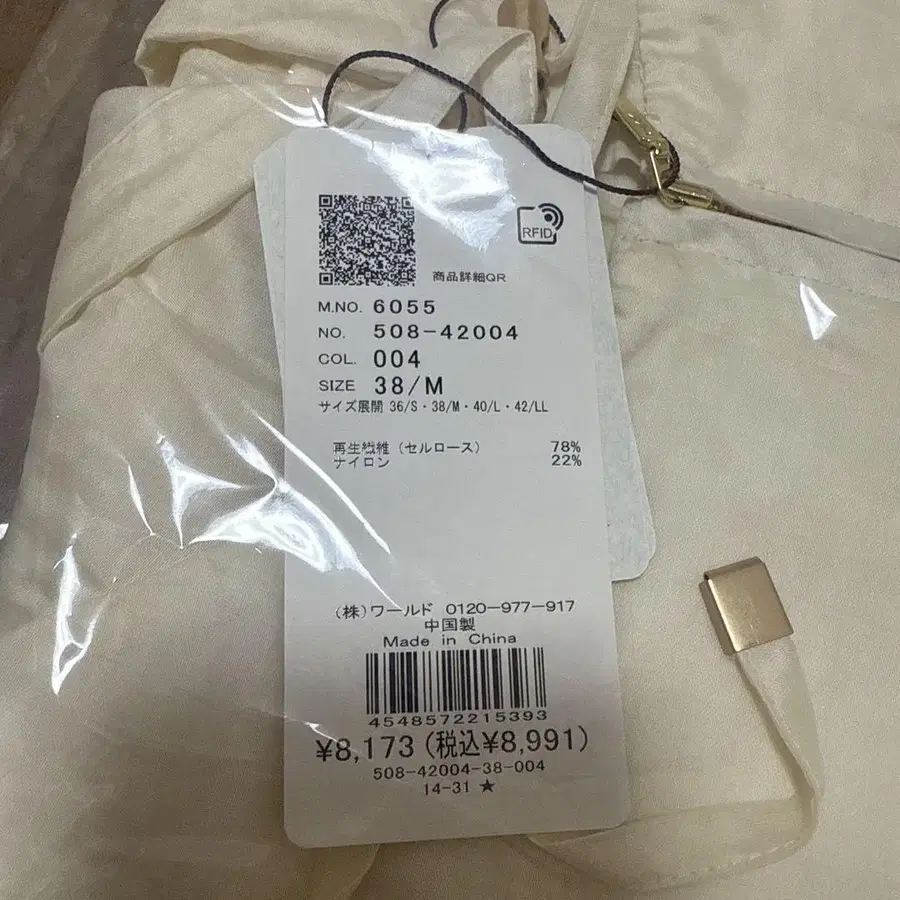 RFID
商品詳細QR
M.NO. 6055
NO. 508-42004
COL. 004
SIZE 38/M
サイズ展開 36/S・38/M・40/L・42/LL
再生繊維（セルロース） 78%
ナイロン 22%
（株）ワールド 0120-977-917
中国製
Made in China
4548572215393
¥8,173（税込¥8,991）
508-42004-38-004
14-31 ★